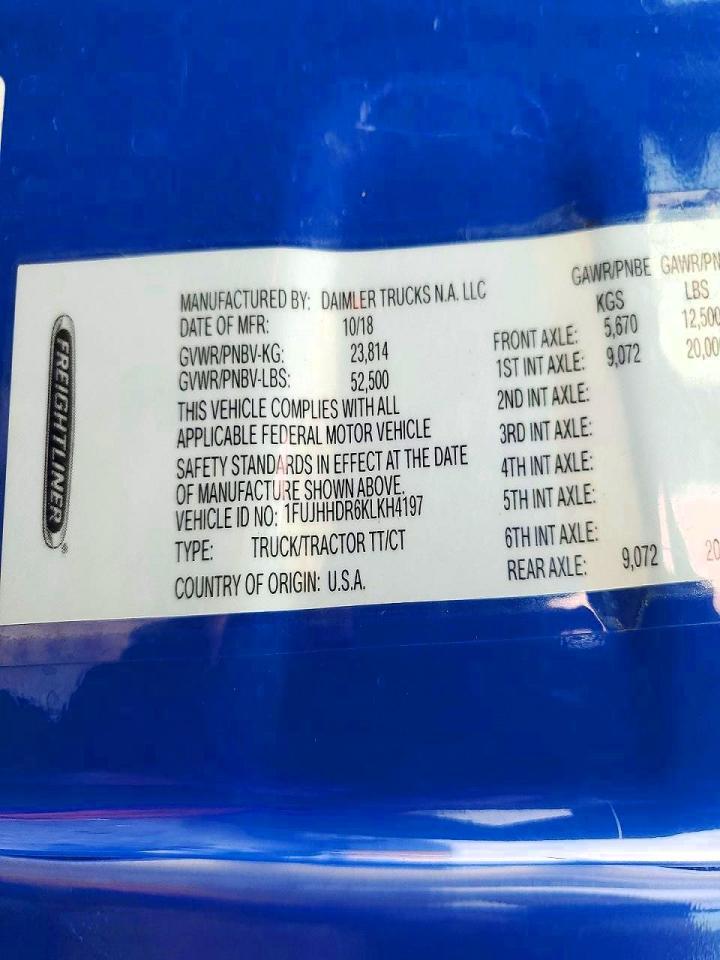 FREIGHTLINER®
MANUFACTURED BY: DAIMLER TRUCKS N.A. LLC
DATE OF MFR: 10/18
GVWR/PNBV-KG: 23,814
GVWR/PNBV-LBS: 52,500
THIS VEHICLE COMPLIES WITH ALL
APPLICABLE FEDERAL MOTOR VEHICLE
SAFETY STANDARDS IN EFFECT AT THE DATE
OF MANUFACTURE SHOWN ABOVE.
VEHICLE ID NO: 1FUJHHDR6KLKH4197
TYPE: TRUCK/TRACTOR TT/CT
COUNTRY OF ORIGIN: U.S.A.
GAWR/PNBE GAWR/PN
KGS LBS
FRONT AXLE: 5,670 12,500
1ST INT AXLE: 9,072 20,00
2ND INT AXLE:
3RD INT AXLE:
4TH INT AXLE:
5TH INT AXLE:
6TH INT AXLE:
REAR AXLE: 9,072 20